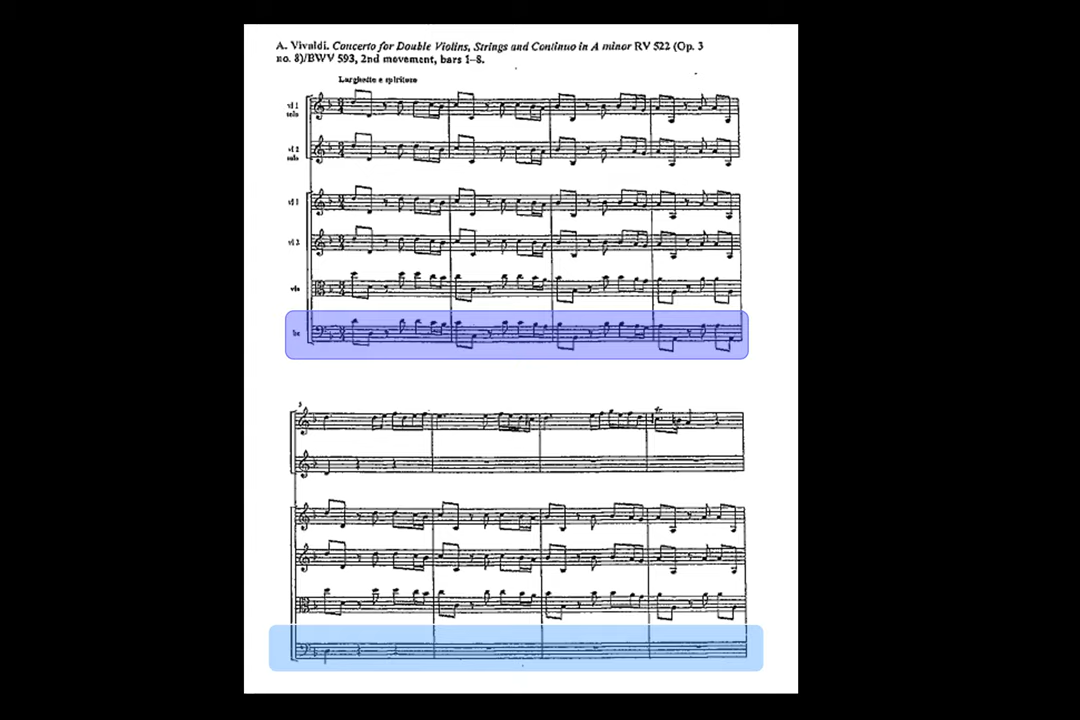 A. Vivaldi. Concerto for Double Violins, Strings and Continuo in A minor RV 522 (Op. 3
no. 8)/BWV 593, 2nd movement, bars 1–8.
Larghetto e spiritoso
vl 1
solo
vl 2
solo
vl 1
vl 2
vla
bc
5